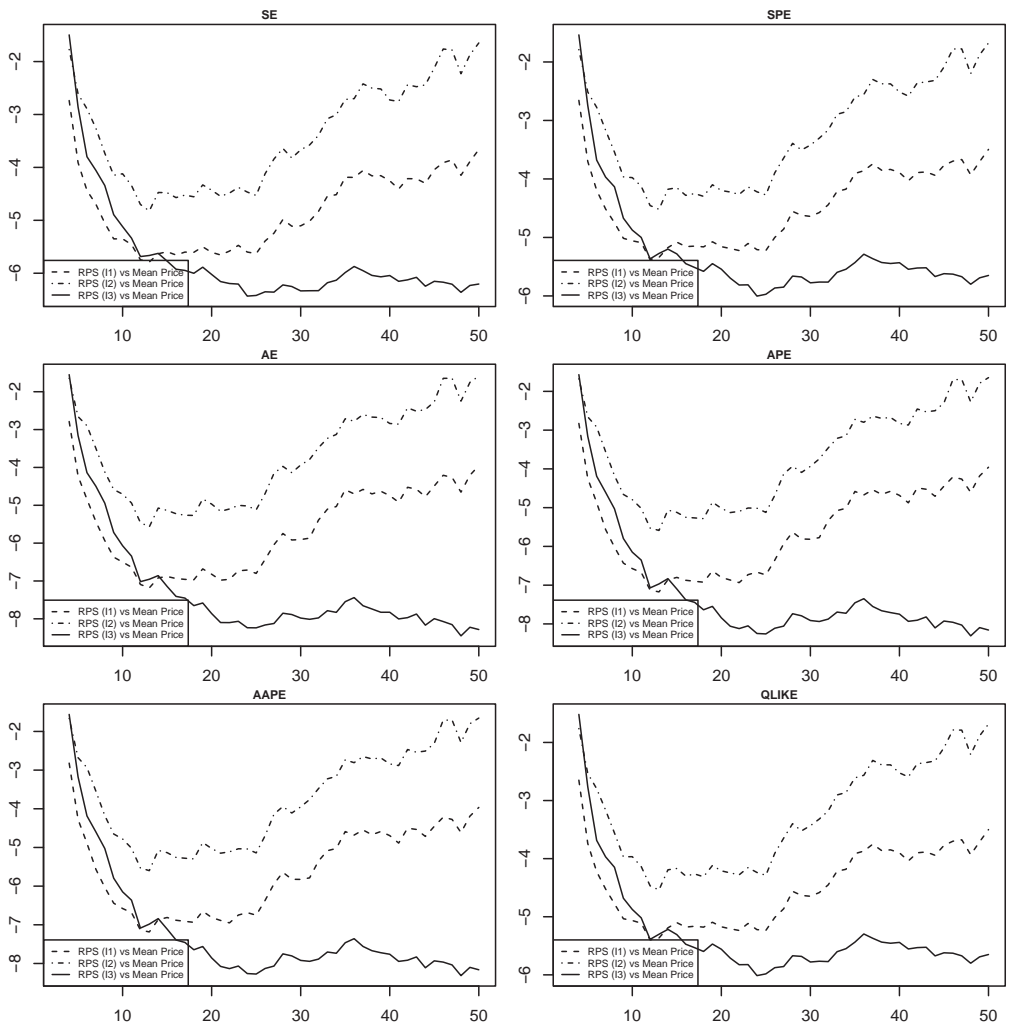 SE
-2
-3
-4
-5
-6
RPS (I1) vs Mean Price
RPS (I2) vs Mean Price
RPS (I3) vs Mean Price
10 20 30 40 50
SPE
-2
-3
-4
-5
-6
RPS (I1) vs Mean Price
RPS (I2) vs Mean Price
RPS (I3) vs Mean Price
10 20 30 40 50
AE
-2
-3
-4
-5
-6
-7
-8
RPS (I1) vs Mean Price
RPS (I2) vs Mean Price
RPS (I3) vs Mean Price
10 20 30 40 50
APE
-2
-3
-4
-5
-6
-7
-8
RPS (I1) vs Mean Price
RPS (I2) vs Mean Price
RPS (I3) vs Mean Price
10 20 30 40 50
AAPE
-2
-3
-4
-5
-6
-7
-8
RPS (I1) vs Mean Price
RPS (I2) vs Mean Price
RPS (I3) vs Mean Price
10 20 30 40 50
QLIKE
-2
-3
-4
-5
-6
RPS (I1) vs Mean Price
RPS (I2) vs Mean Price
RPS (I3) vs Mean Price
10 20 30 40 50